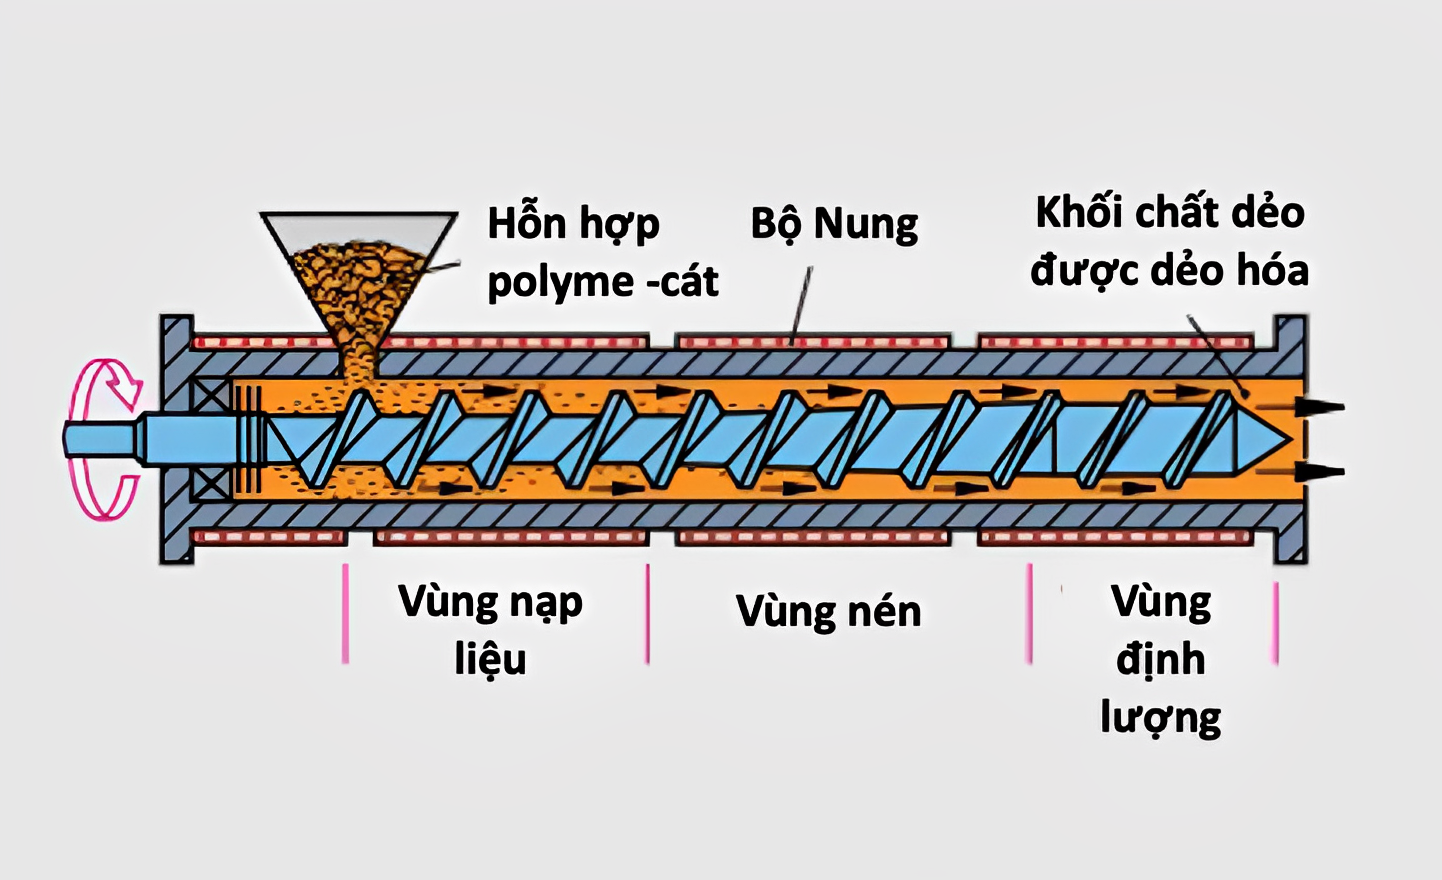 Hỗn hợp
polyme -cát
Bộ Nung
Khối chất dẻo
được dẻo hóa
Vùng nạp
liệu
Vùng nén
Vùng
định
lượng